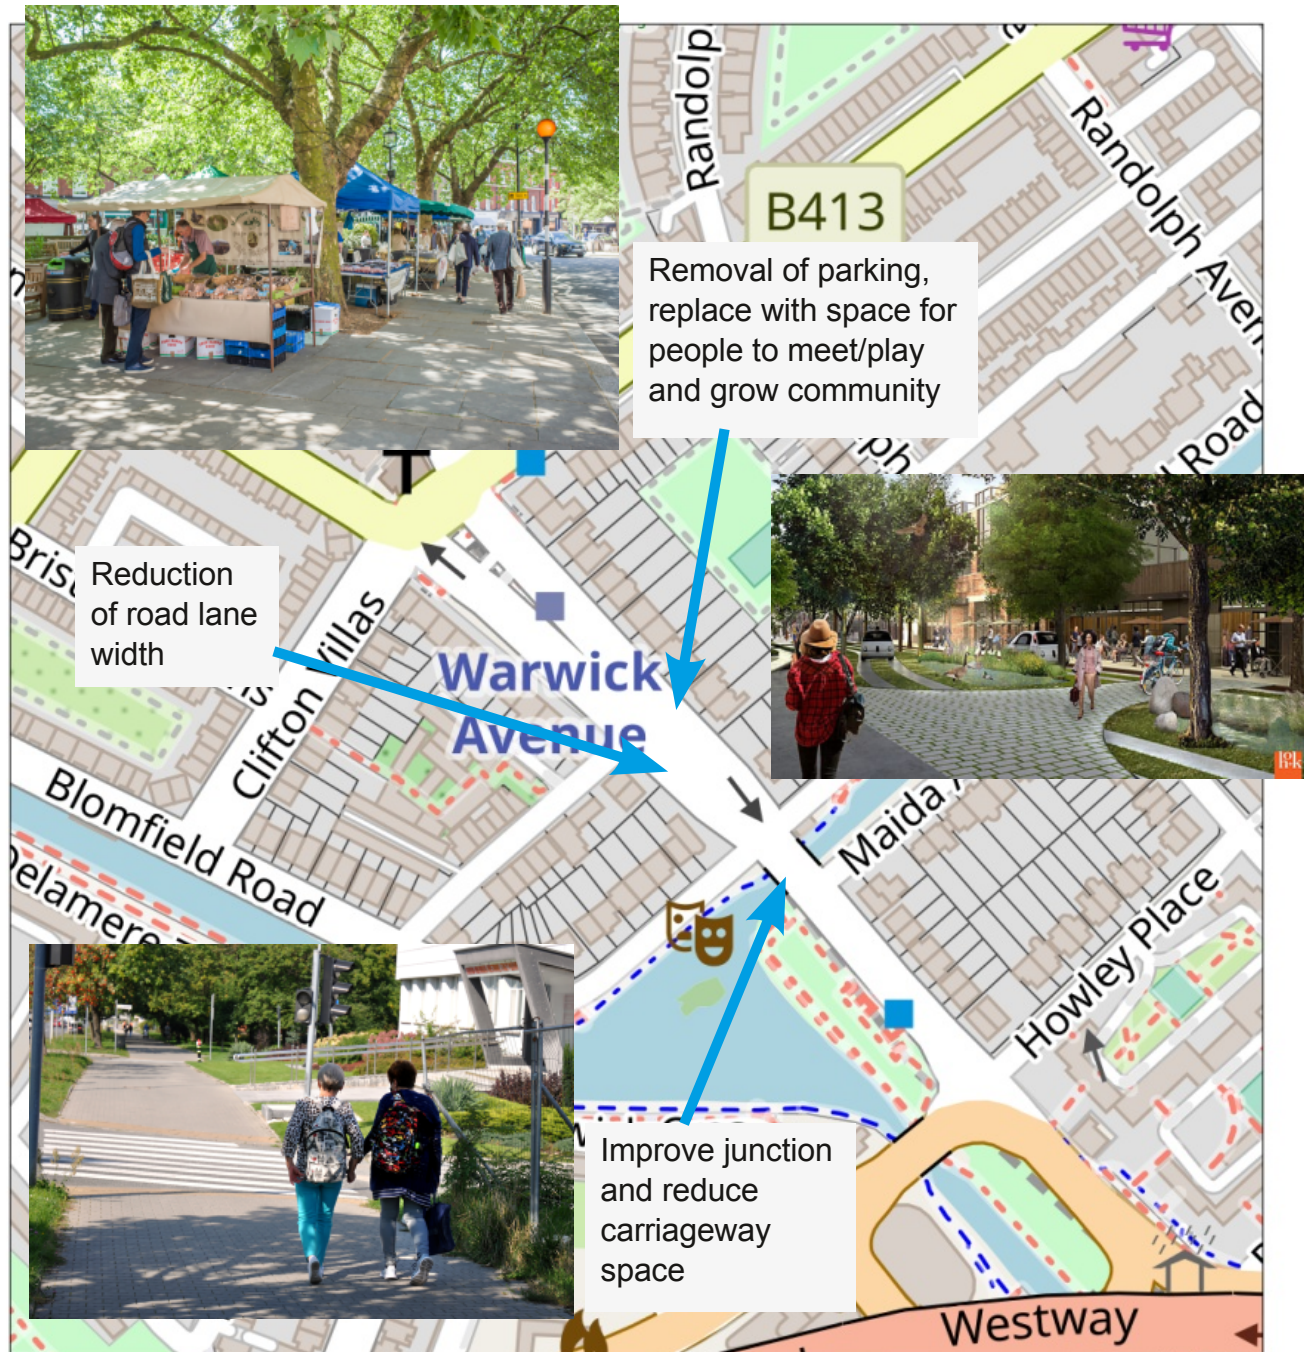 Randolph
B413
Randolph Avenue
Removal of parking,
replace with space for
people to meet/play
and grow community
Road
Reduction
of road lane
width
Clifton Villas
Warwick
Avenue
Blomfield Road
Delamere
Maida
Howley Place
Improve junction
and reduce
carriageway
space
Westway